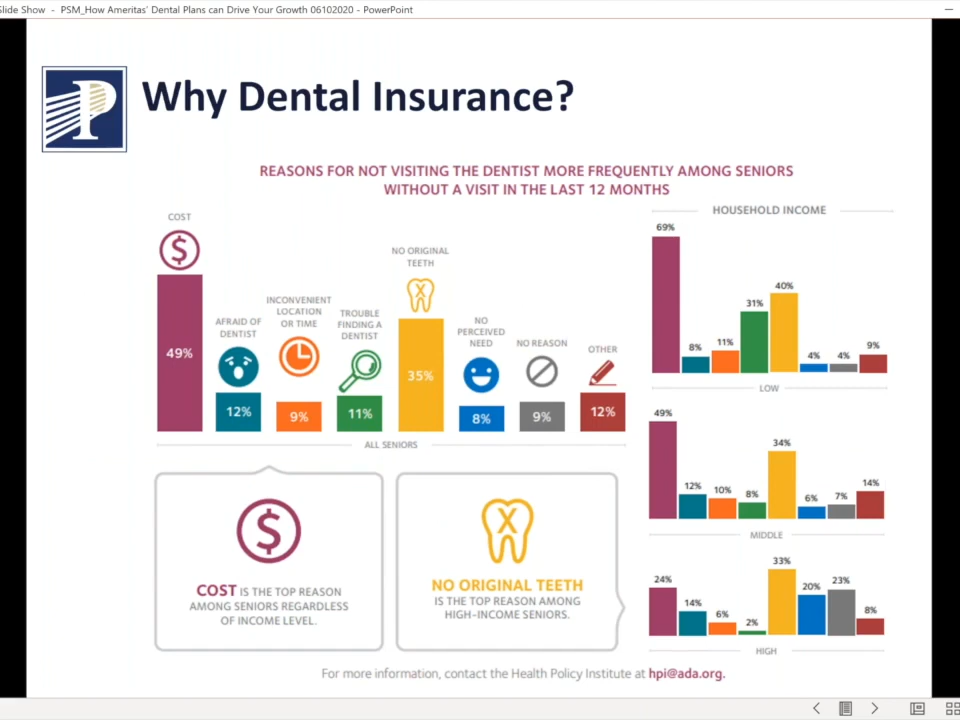 Slide Show - PSM_How Ameritas' Dental Plans can Drive Your Growth 06102020 - PowerPoint
P
Why Dental Insurance?
REASONS FOR NOT VISITING THE DENTIST MORE FREQUENTLY AMONG SENIORS
WITHOUT A VISIT IN THE LAST 12 MONTHS
COST
$
49%
AFRAID OF
DENTIST
12%
INCONVENIENT
LOCATION
OR TIME
9%
TROUBLE
FINDING A
DENTIST
11%
NO ORIGINAL
TEETH
X
35%
NO
PERCEIVED
NEED
8%
NO REASON
9%
OTHER
12%
ALL SENIORS
HOUSEHOLD INCOME
69%
8%
11%
31%
40%
4%
4%
9%
LOW
49%
12%
10%
8%
34%
6%
7%
14%
MIDDLE
24%
14%
6%
2%
33%
20%
23%
8%
HIGH
$
COST IS THE TOP REASON
AMONG SENIORS REGARDLESS
OF INCOME LEVEL.
X
NO ORIGINAL TEETH
IS THE TOP REASON AMONG
HIGH-INCOME SENIORS.
For more information, contact the Health Policy Institute at hpi@ada.org.